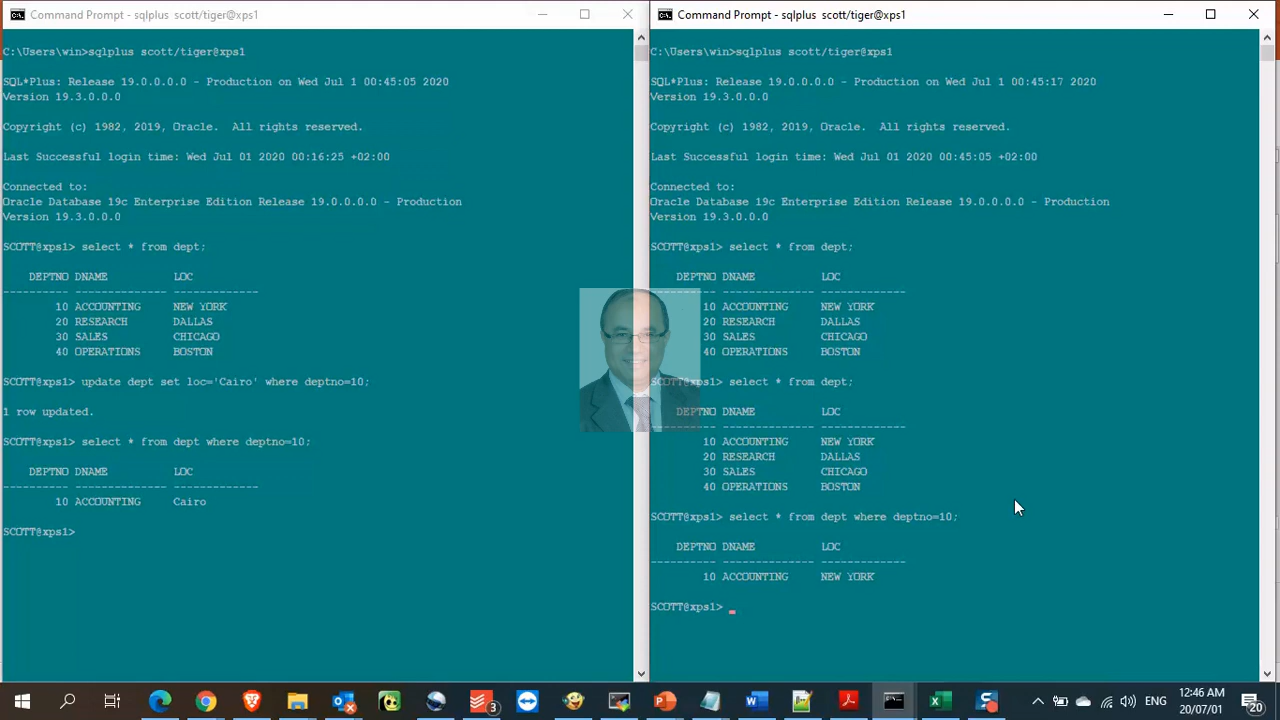 Command Prompt - sqlplus scott/tiger@xps1
C:\Users\win>sqlplus scott/tiger@xps1
SQL*Plus: Release 19.0.0.0.0 - Production on Wed Jul 1 00:45:05 2020
Version 19.3.0.0.0
Copyright (c) 1982, 2019, Oracle.  All rights reserved.
Last Successful login time: Wed Jul 01 2020 00:16:25 +02:00
Connected to:
Oracle Database 19c Enterprise Edition Release 19.0.0.0.0 - Production
Version 19.3.0.0.0
SCOTT@xps1> select * from dept;
DEPTNO DNAME LOC
---------- -------------- -------------
10 ACCOUNTING NEW YORK
20 RESEARCH DALLAS
30 SALES CHICAGO
40 OPERATIONS BOSTON
SCOTT@xps1> update dept set loc='Cairo' where deptno=10;
1 row updated.
SCOTT@xps1> select * from dept where deptno=10;
DEPTNO DNAME LOC
---------- -------------- -------------
10 ACCOUNTING Cairo
SCOTT@xps1>
Command Prompt - sqlplus scott/tiger@xps1
C:\Users\win>sqlplus scott/tiger@xps1
SQL*Plus: Release 19.0.0.0.0 - Production on Wed Jul 1 00:45:17 2020
Version 19.3.0.0.0
Copyright (c) 1982, 2019, Oracle.  All rights reserved.
Last Successful login time: Wed Jul 01 2020 00:45:05 +02:00
Connected to:
Oracle Database 19c Enterprise Edition Release 19.0.0.0.0 - Production
Version 19.3.0.0.0
SCOTT@xps1> select * from dept;
DEPTNO DNAME LOC
---------- -------------- -------------
10 ACCOUNTING NEW YORK
20 RESEARCH DALLAS
30 SALES CHICAGO
40 OPERATIONS BOSTON
SCOTT@xps1> select * from dept;
DEPTNO DNAME LOC
---------- -------------- -------------
10 ACCOUNTING NEW YORK
20 RESEARCH DALLAS
30 SALES CHICAGO
40 OPERATIONS BOSTON
SCOTT@xps1> select * from dept where deptno=10;
DEPTNO DNAME LOC
---------- -------------- -------------
10 ACCOUNTING NEW YORK
SCOTT@xps1>
3
ENG
12:46 AM
20/07/01
20